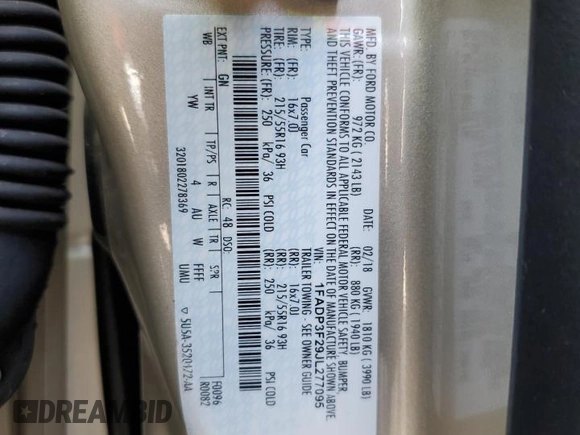 MFD. BY FORD MOTOR CO.
DATE: 02/18 GVWR: 1810 KG ( 3990 LB)
GAWR: (FR): 972 KG ( 2143 LB) (RR): 880 KG ( 1940 LB)
THIS VEHICLE CONFORMS TO ALL APPLICABLE FEDERAL MOTOR VEHICLE SAFETY, BUMPER,
AND THEFT PREVENTION STANDARDS IN EFFECT ON THE DATE OF MANUFACTURE SHOWN ABOVE.
VIN: 1FADP3F29JL277095
TYPE: Passenger Car TRAILER TOWING - SEE OWNER GUIDE
RIM: (FR): 16x7.0J (RR): 16x7.0J
TIRE: (FR): 215/55R16 93H (RR): 215/55R16 93H
PRESSURE: (FR): 250 kPa/ 36 PSI COLD (RR): 250 kPa/ 36 PSI COLD
EXT PNT: GN RC: 48 DSO: F0096
WB INT TR TP/PS R AXLE TR SPR R0082
YW 4 AU W FFFF UMU
3201802278369 5U5A-3520472-AA
DREAMBID